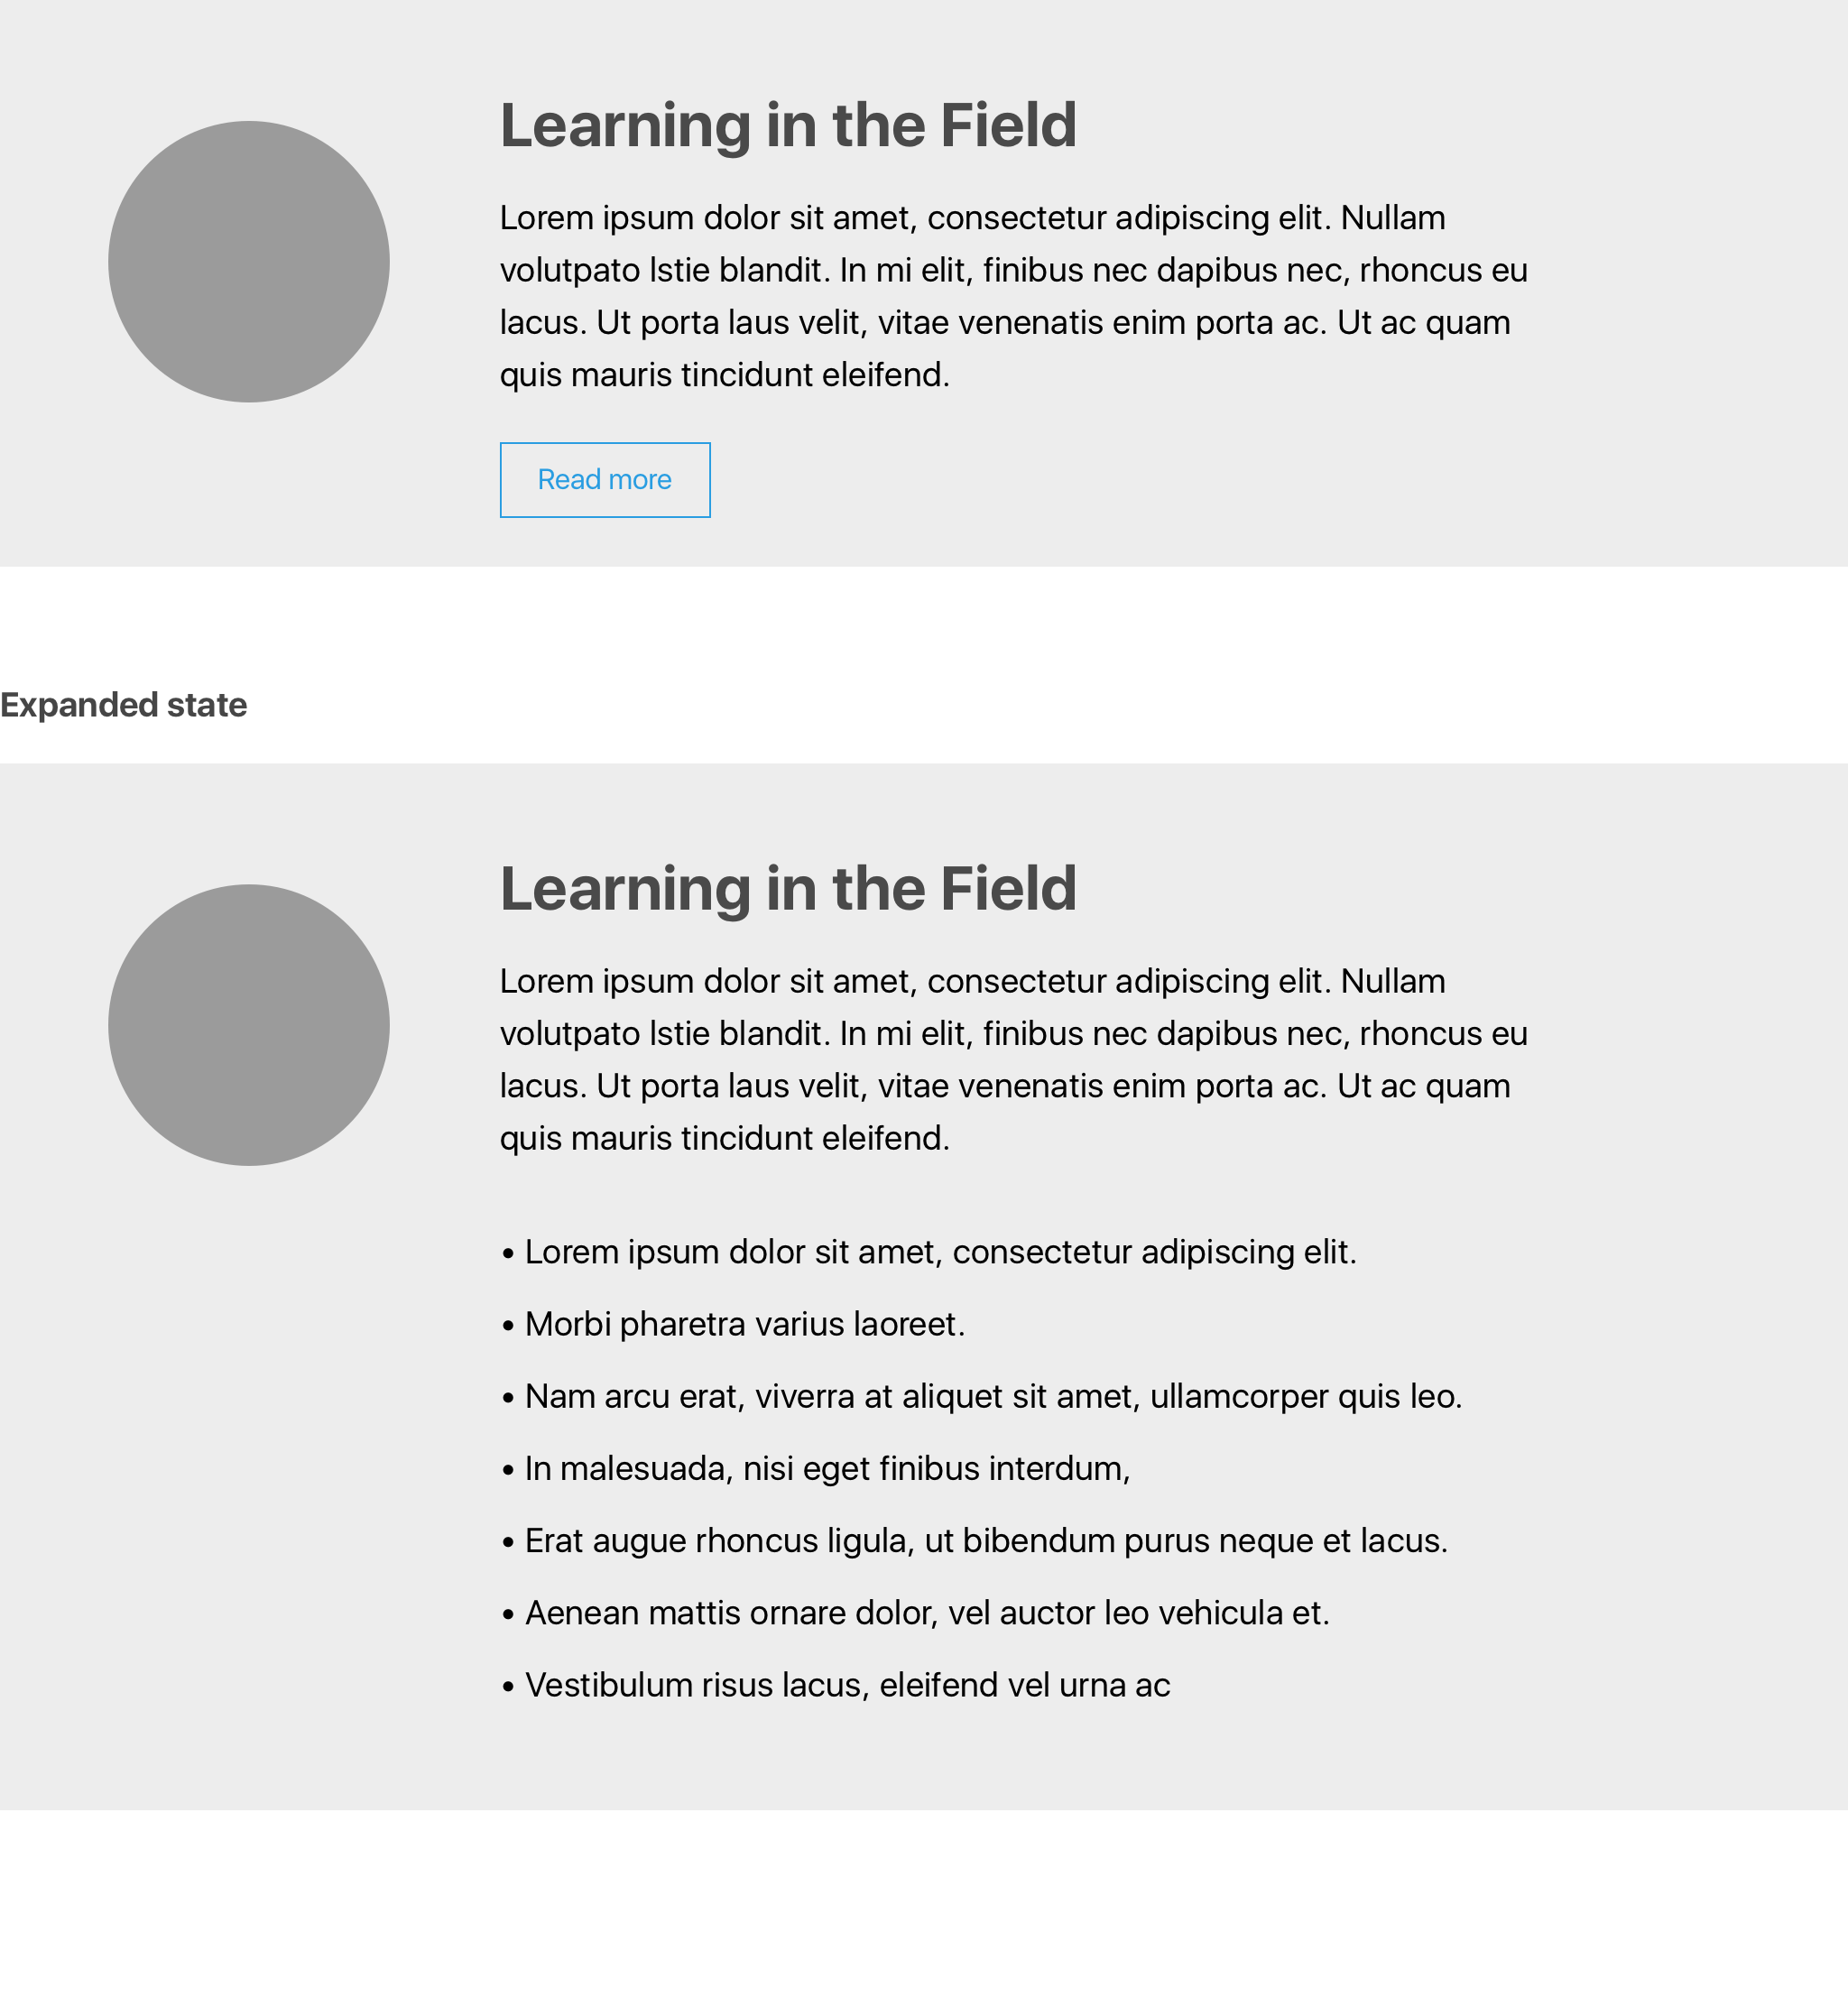 Learning in the Field
Lorem ipsum dolor sit amet, consectetur adipiscing elit. Nullam
volutpato lstie blandit. In mi elit, finibus nec dapibus nec, rhoncus eu
lacus. Ut porta laus velit, vitae venenatis enim porta ac. Ut ac quam
quis mauris tincidunt eleifend.
Read more
Expanded state
Learning in the Field
Lorem ipsum dolor sit amet, consectetur adipiscing elit. Nullam
volutpato lstie blandit. In mi elit, finibus nec dapibus nec, rhoncus eu
lacus. Ut porta laus velit, vitae venenatis enim porta ac. Ut ac quam
quis mauris tincidunt eleifend.
• Lorem ipsum dolor sit amet, consectetur adipiscing elit.
• Morbi pharetra varius laoreet.
• Nam arcu erat, viverra at aliquet sit amet, ullamcorper quis leo.
• In malesuada, nisi eget finibus interdum,
• Erat augue rhoncus ligula, ut bibendum purus neque et lacus.
• Aenean mattis ornare dolor, vel auctor leo vehicula et.
• Vestibulum risus lacus, eleifend vel urna ac